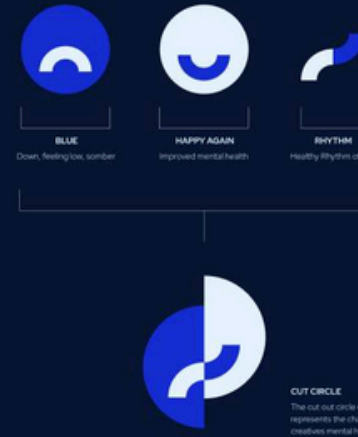 BLUE
Down, feeling low, somber
HAPPY AGAIN
Improved mental health
RHYTHM
Healthy Rhythm of
CUT CIRCLE
The cut out circle
represents the
creatives mental